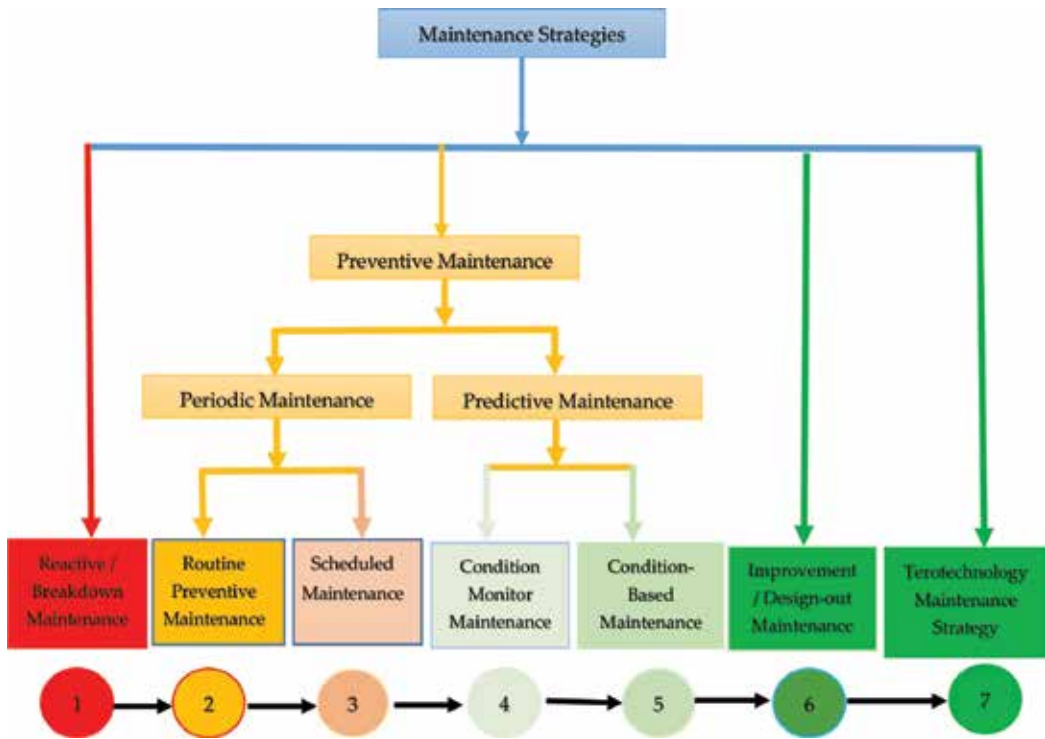 Maintenance Strategies
Preventive Maintenance
Periodic Maintenance
Predictive Maintenance
Reactive /
Breakdown
Maintenance
Routine
Preventive
Maintenance
Scheduled
Maintenance
Condition
Monitor
Maintenance
Condition-
Based
Maintenance
Improvement
/ Design-out
Maintenance
Terotechnology
Maintenance
Strategy
1
2
3
4
5
6
7